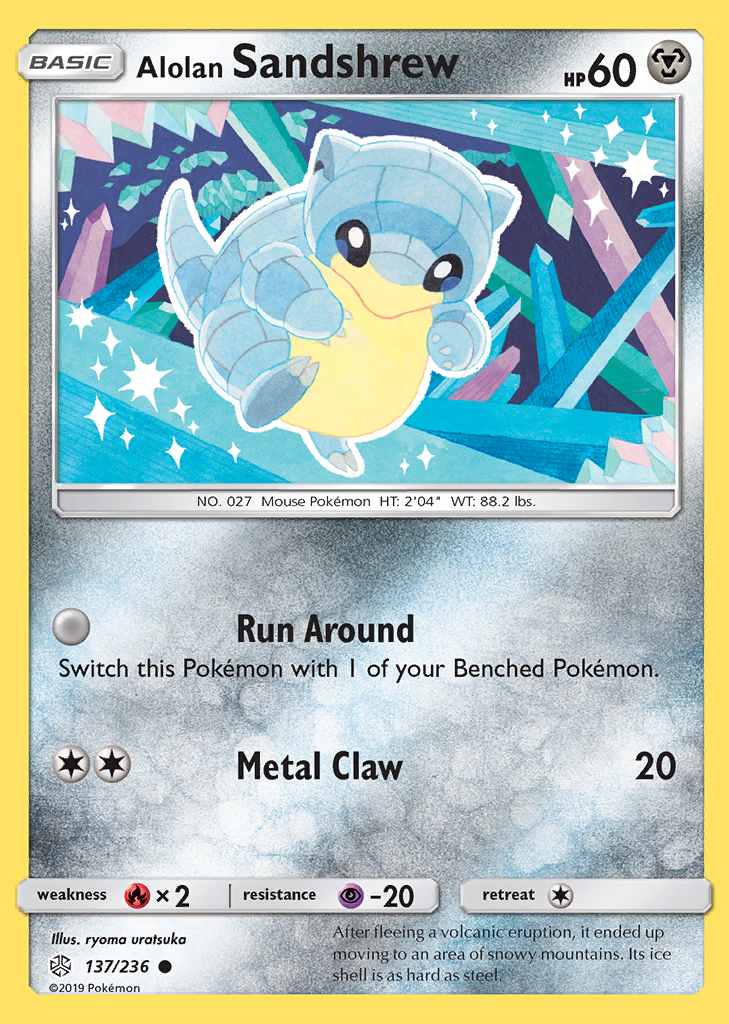 BASIC
Alolan Sandshrew
HP60
NO. 027 Mouse Pokémon HT: 2'04" WT: 88.2 lbs.
Run Around
Switch this Pokémon with 1 of your Benched Pokémon.
Metal Claw 20
weakness ×2 resistance -20 retreat
Illus. ryoma uratsuka
137/236
©2019 Pokémon
After fleeing a volcanic eruption, it ended up
moving to an area of snowy mountains. Its ice
shell is as hard as steel.